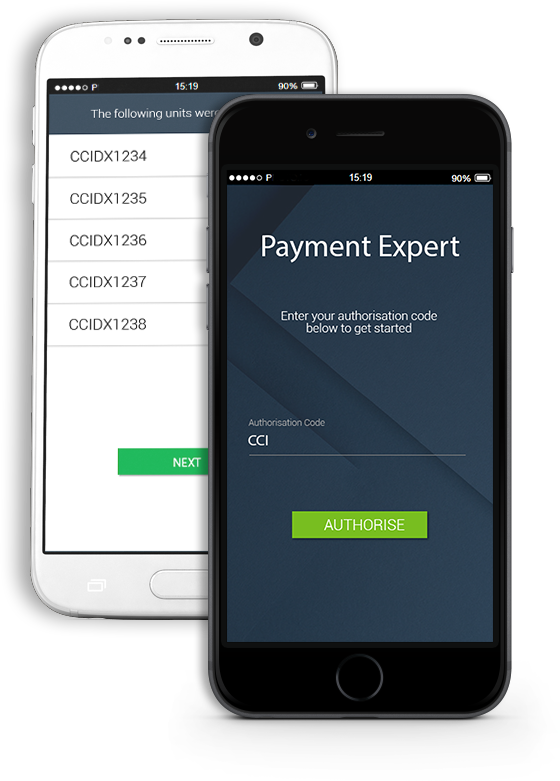 P 15:19 90%
The following units were
CCIDX1234
CCIDX1235
CCIDX1236
CCIDX1237
CCIDX1238
NEXT
P 15:19 90%
Payment Expert
Enter your authorisation code
below to get started
Authorisation Code
CCI
AUTHORISE